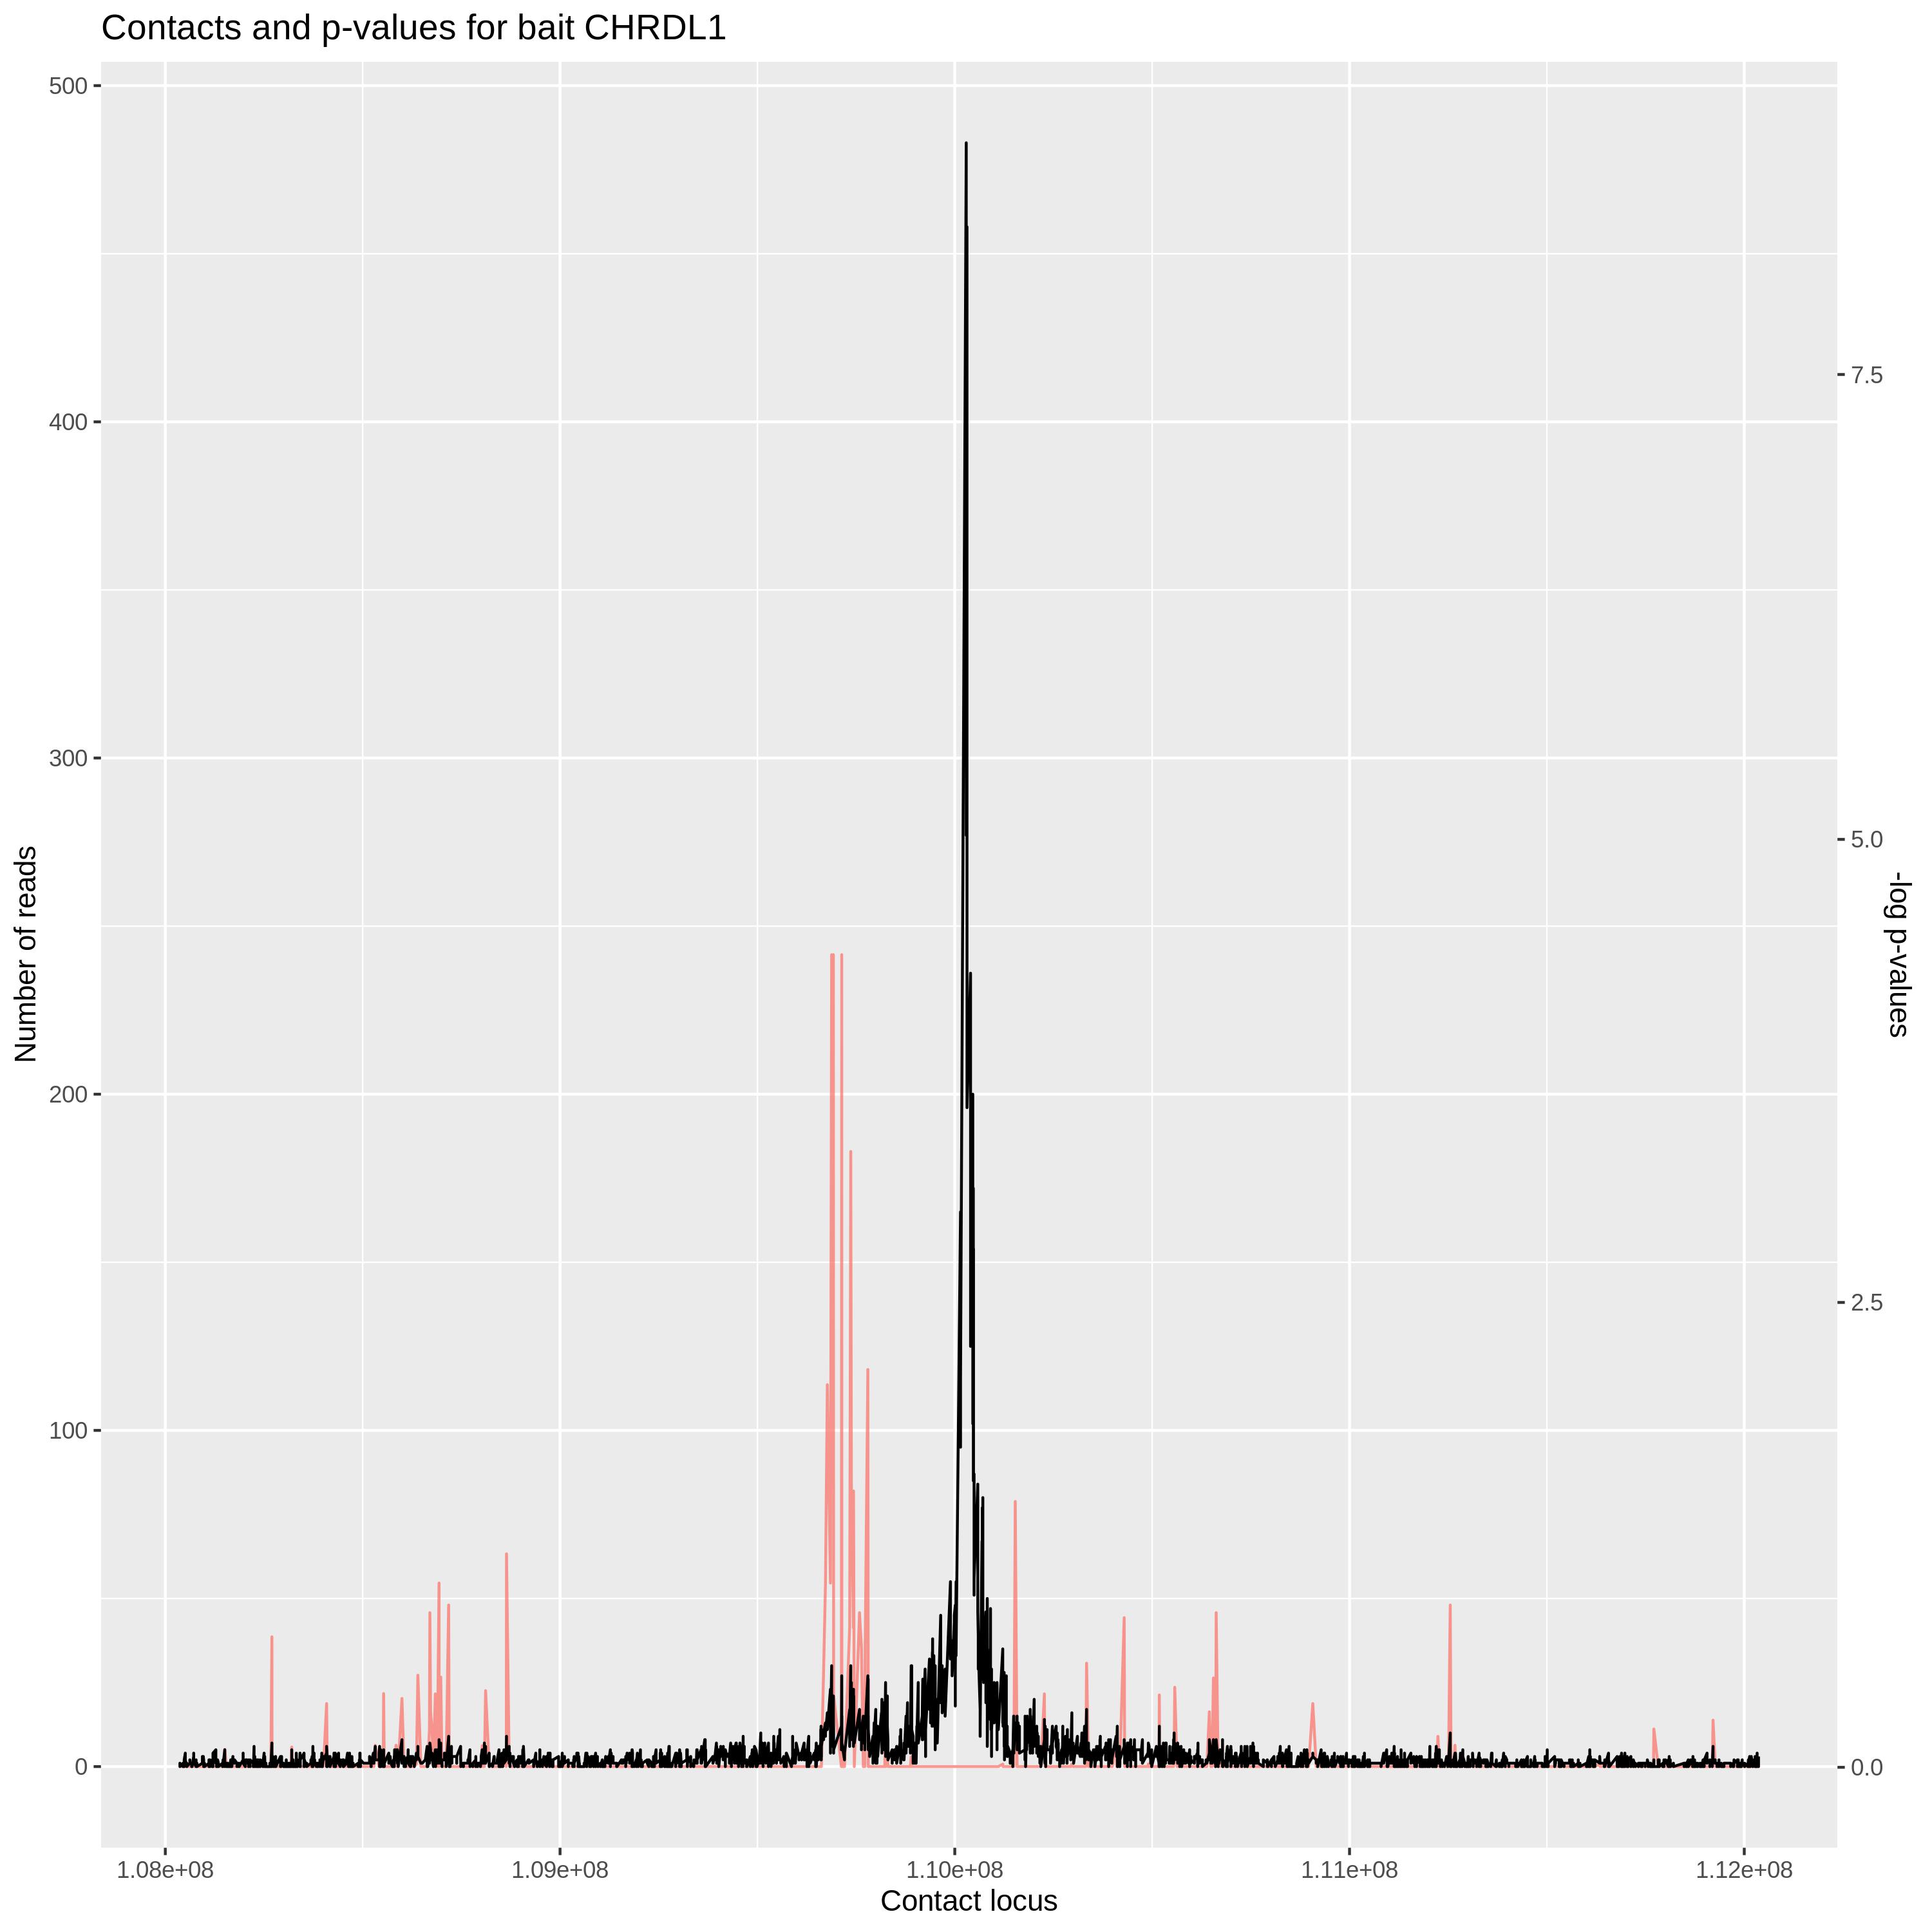 Contacts and p-values for bait CHRDL1
500
400
300
200
100
0
Number of reads
7.5
5.0
2.5
0.0
-log p-values
1.08e+08
1.09e+08
1.10e+08
1.11e+08
1.12e+08
Contact locus